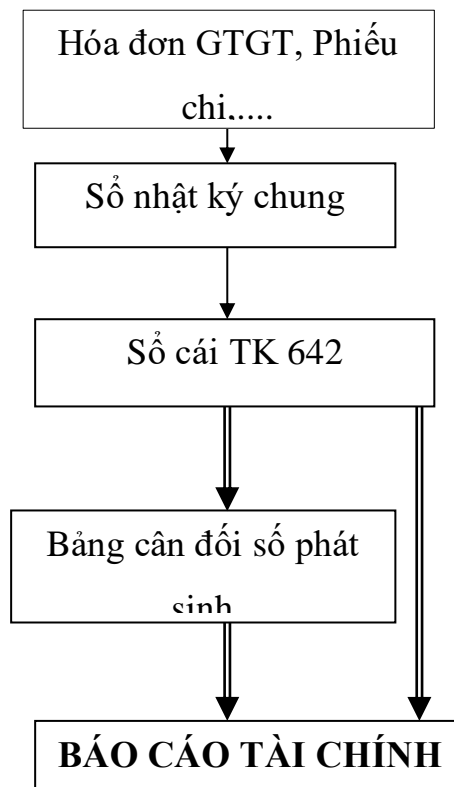 Hóa đơn GTGT, Phiếu
chi,....
Sổ nhật ký chung
Sổ cái TK 642
Bảng cân đối số phát
sinh
BÁO CÁO TÀI CHÍNH